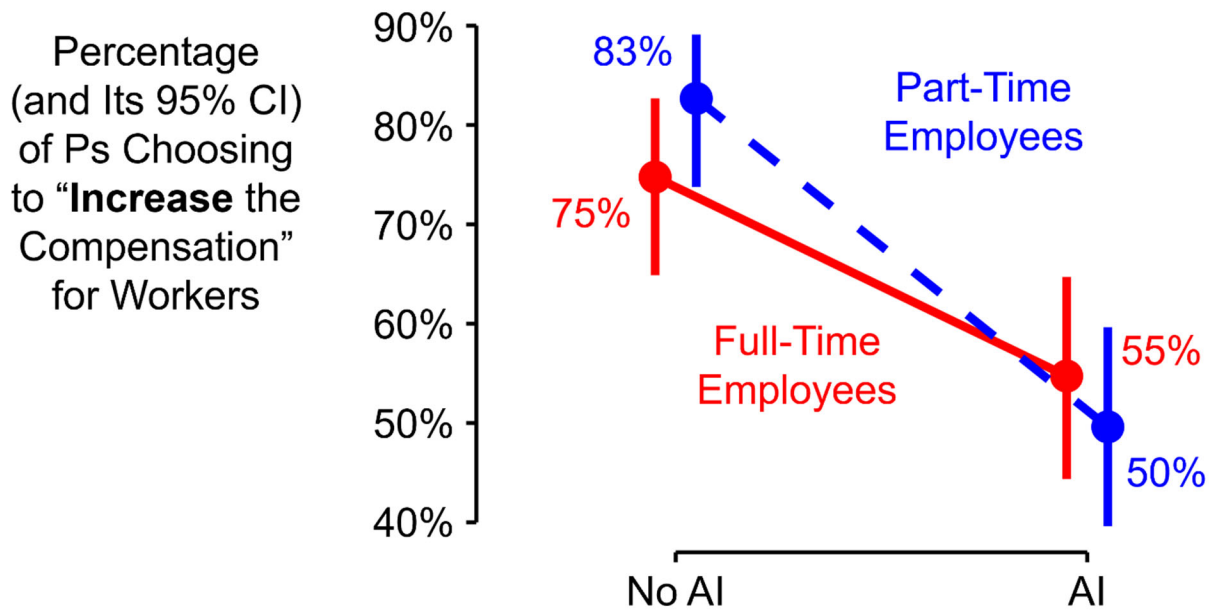 Percentage
(and Its 95% CI)
of Ps Choosing
to “Increase the
Compensation”
for Workers
90%
80%
70%
60%
50%
40%
83%
75%
Part-Time
Employees
Full-Time
Employees
55%
50%
No AI
AI